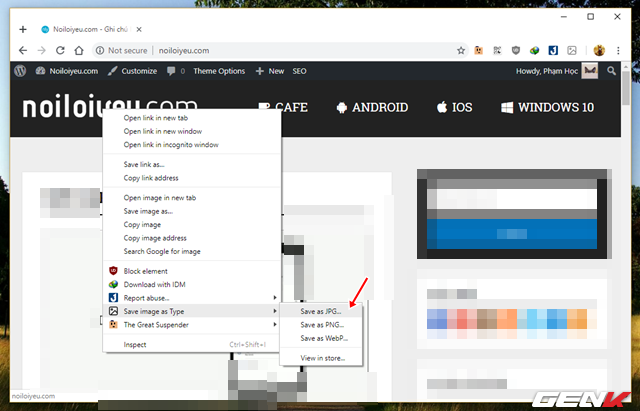 Noiloiyeu.com - Ghi chú
Not secure | noiloiyeu.com
Noiloiyeu.com Customize 0 Theme Options New SEO Howdy, Phạm Học
noiloiyeu.com CAFE ANDROID IOS WINDOWS 10
Open link in new tab
Open link in new window
Open link in incognito window
Save link as...
Copy link address
Open image in new tab
Save image as...
Copy image
Copy image address
Search Google for image
Block element
Download with IDM
Report abuse...
Save image as Type
The Great Suspender
Inspect Ctrl+Shift+I
Save as JPG...
Save as PNG...
Save as WebP...
View in store...
noiloiyeu.com
GENK